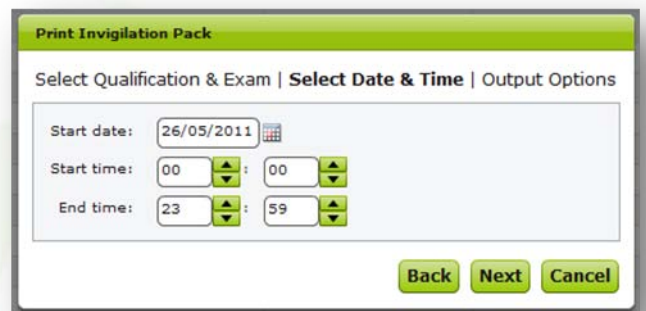 Print Invigilation Pack
Select Qualification & Exam | Select Date & Time | Output Options
Start date: 26/05/2011
Start time: 00 : 00
End time: 23 : 59
Back Next Cancel